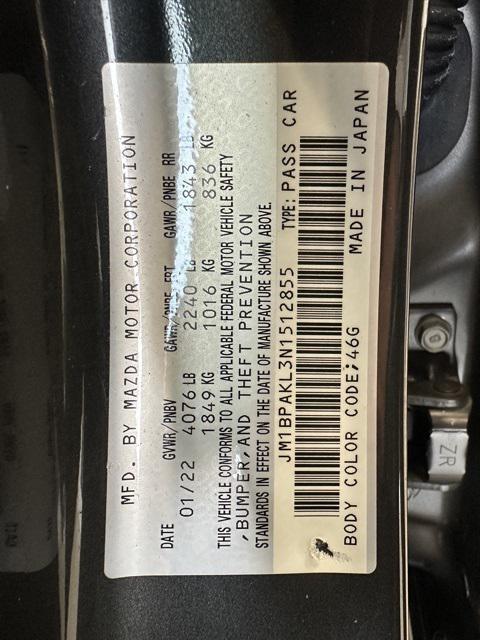 MFD. BY MAZDA MOTOR CORPORATION
DATE GVWR/PNBV GAWR/PNBE FRT GAWR/PNBE RR
01/22 4076 LB 2240 LB 1843 LB
1849 KG 1016 KG 836 KG
THIS VEHICLE CONFORMS TO ALL APPLICABLE FEDERAL MOTOR VEHICLE SAFETY
,BUMPER,AND THEFT PREVENTION
STANDARDS IN EFFECT ON THE DATE OF MANUFACTURE SHOWN ABOVE.
JM1BPAKL3N1512855 TYPE: PASS CAR
BODY COLOR CODE;46G MADE IN JAPAN
ZR